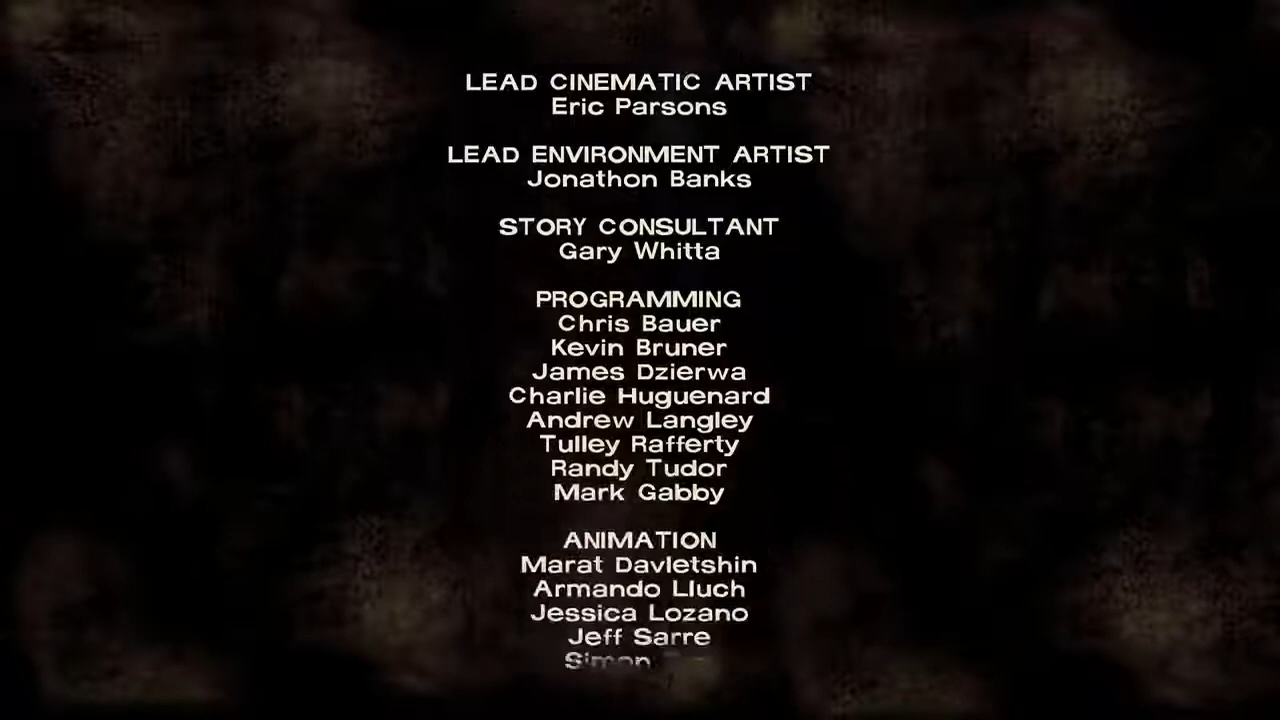 LEAD CINEMATIC ARTIST
Eric Parsons
LEAD ENVIRONMENT ARTIST
Jonathon Banks
STORY CONSULTANT
Gary Whitta
PROGRAMMING
Chris Bauer
Kevin Bruner
James Dzierwa
Charlie Huguenard
Andrew Langley
Tulley Rafferty
Randy Tudor
Mark Gabby
ANIMATION
Marat Davletshin
Armando Lluch
Jessica Lozano
Jeff Sarre
Simon